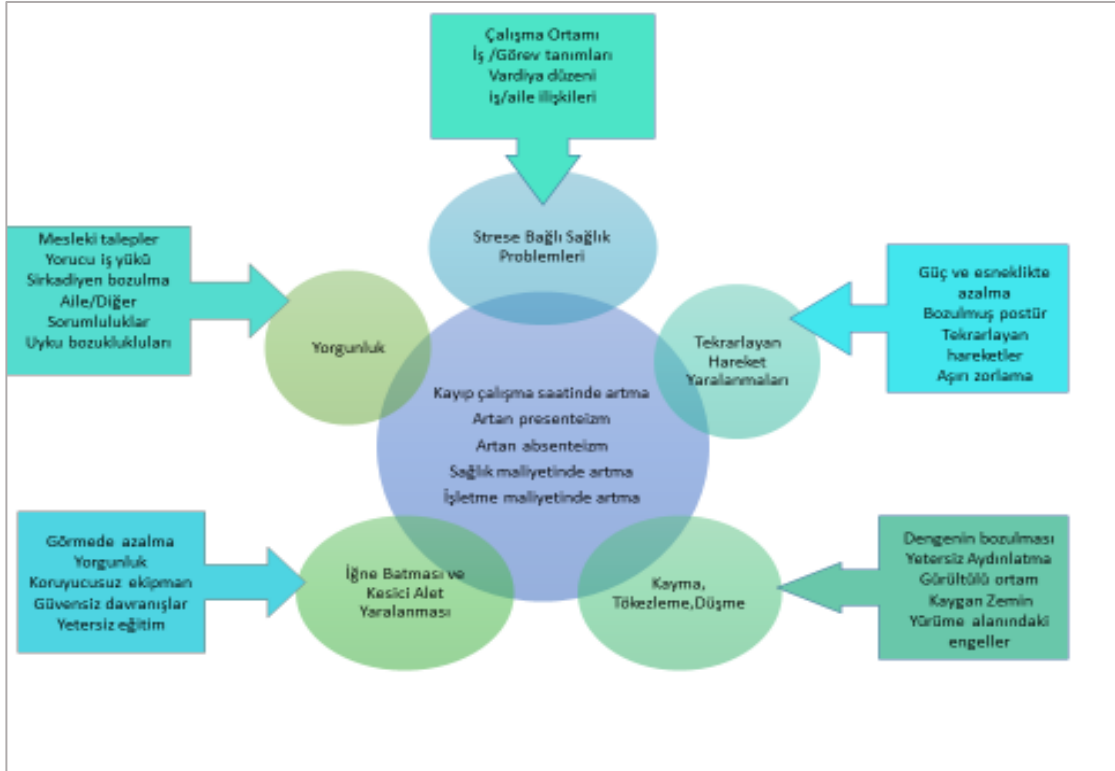 Çalışma Ortamı
İş /Görev tanımları
Vardiya düzeni
iş/aile ilişkileri
Strese Bağlı Sağlık
Problemleri
Mesleki talepler
Yorucu iş yükü
Sirkadiyen bozulma
Aile/Diğer
Sorumluluklar
Uyku bozuklukluları
Yorgunluk
Güç ve esneklikte
azalma
Bozulmuş postür
Tekrarlayan
hareketler
Aşırı zorlama
Tekrarlayan
Hareket
Yaralanmaları
Kayıp çalışma saatinde artma
Artan presenteizm
Artan absenteizm
Sağlık maliyetinde artma
İşletme maliyetinde artma
Görmede azalma
Yorgunluk
Koruyucusuz ekipman
Güvensiz davranışlar
Yetersiz eğitim
İğne Batması ve
Kesici Alet
Yaralanması
Kayma,
Tökezleme,Düşme
Dengenin bozulması
Yetersiz Aydınlatma
Gürültülü ortam
Kaygan Zemin
Yürüme alanındaki
engeller